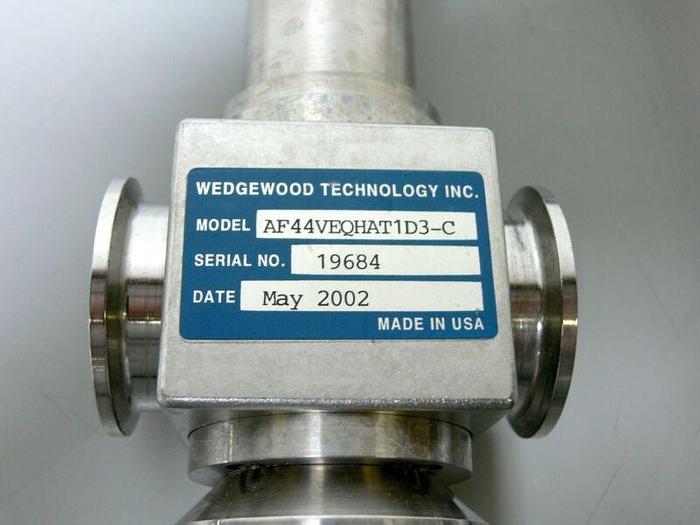 WEDGEWOOD TECHNOLOGY INC.
MODEL AF44VEQHAT1D3-C
SERIAL NO. 19684
DATE May 2002
MADE IN USA